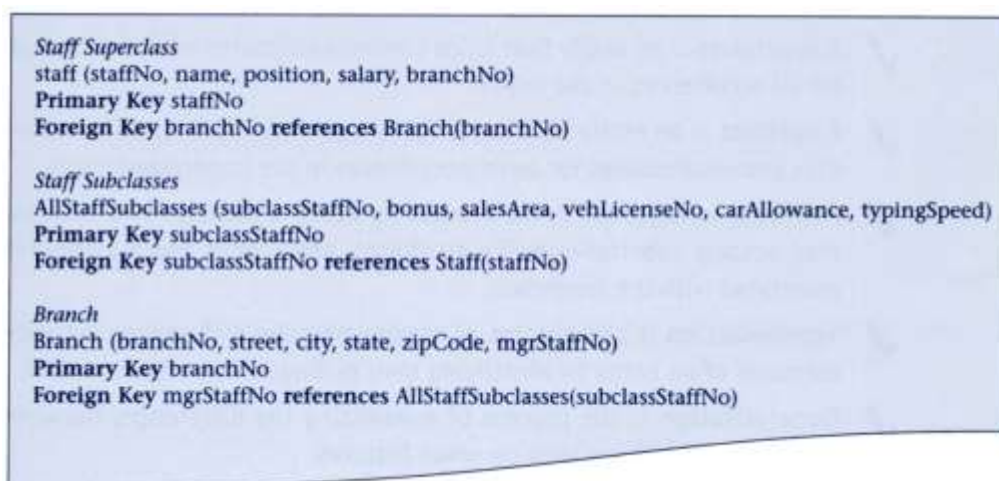 Staff Superclass
staff (staffNo, name, position, salary, branchNo)
Primary Key staffNo
Foreign Key branchNo references Branch(branchNo)
Staff Subclasses
AllStaffSubclasses (subclassStaffNo, bonus, salesArea, vehLicenseNo, carAllowance, typingSpeed)
Primary Key subclassStaffNo
Foreign Key subclassStaffNo references Staff(staffNo)
Branch
Branch (branchNo, street, city, state, zipCode, mgrStaffNo)
Primary Key branchNo
Foreign Key mgrStaffNo references AllStaffSubclasses(subclassStaffNo)